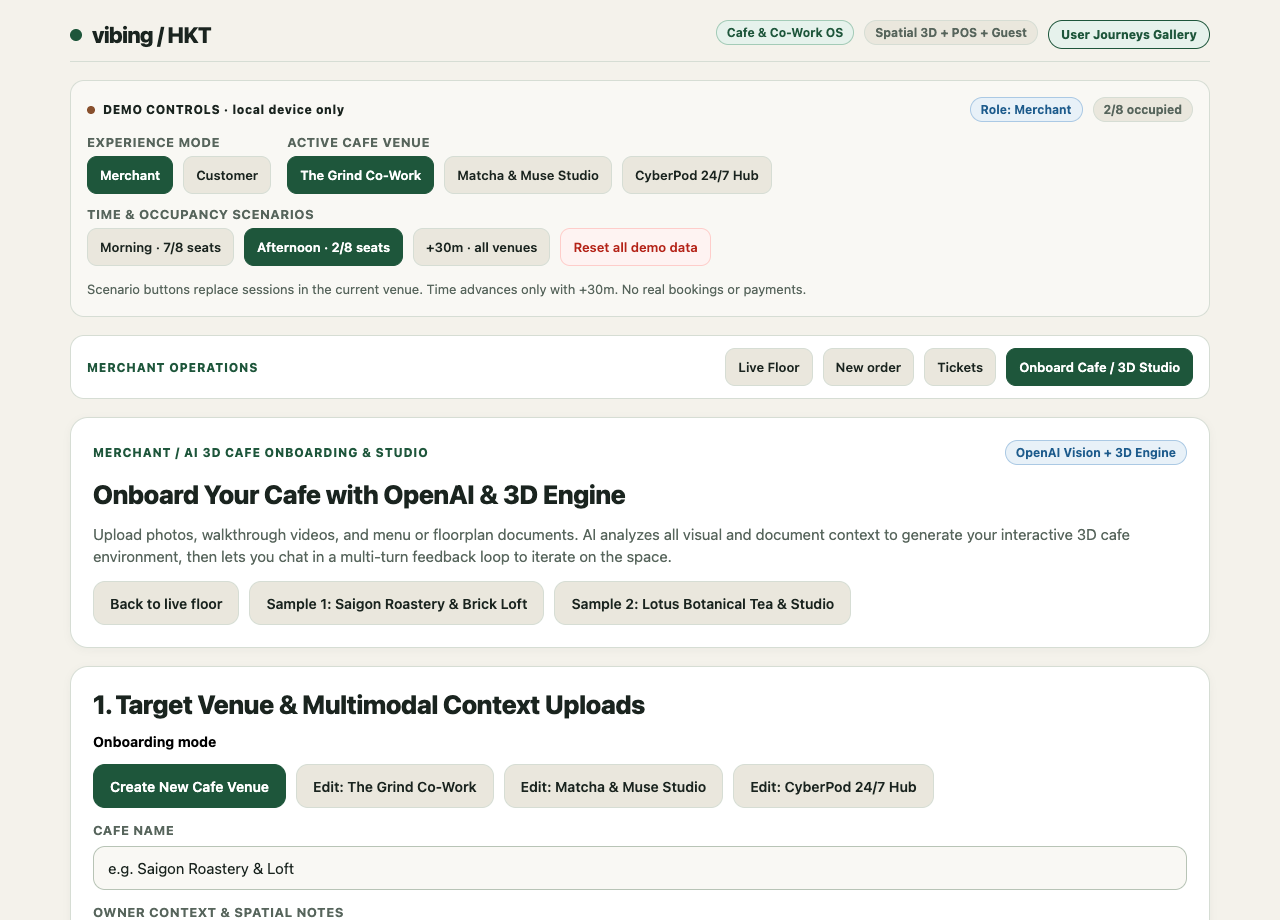 vibing / HKT
Cafe & Co-Work OS
Spatial 3D + POS + Guest
User Journeys Gallery
DEMO CONTROLS · local device only
Role: Merchant
2/8 occupied
EXPERIENCE MODE
ACTIVE CAFE VENUE
Merchant
Customer
The Grind Co-Work
Matcha & Muse Studio
CyberPod 24/7 Hub
TIME & OCCUPANCY SCENARIOS
Morning · 7/8 seats
Afternoon · 2/8 seats
+30m · all venues
Reset all demo data
Scenario buttons replace sessions in the current venue. Time advances only with +30m. No real bookings or payments.
MERCHANT OPERATIONS
Live Floor
New order
Tickets
Onboard Cafe / 3D Studio
MERCHANT / AI 3D CAFE ONBOARDING & STUDIO
OpenAI Vision + 3D Engine
Onboard Your Cafe with OpenAI & 3D Engine
Upload photos, walkthrough videos, and menu or floorplan documents. AI analyzes all visual and document context to generate your interactive 3D cafe
environment, then lets you chat in a multi-turn feedback loop to iterate on the space.
Back to live floor
Sample 1: Saigon Roastery & Brick Loft
Sample 2: Lotus Botanical Tea & Studio
1. Target Venue & Multimodal Context Uploads
Onboarding mode
Create New Cafe Venue
Edit: The Grind Co-Work
Edit: Matcha & Muse Studio
Edit: CyberPod 24/7 Hub
CAFE NAME
e.g. Saigon Roastery & Loft
OWNER CONTEXT & SPATIAL NOTES